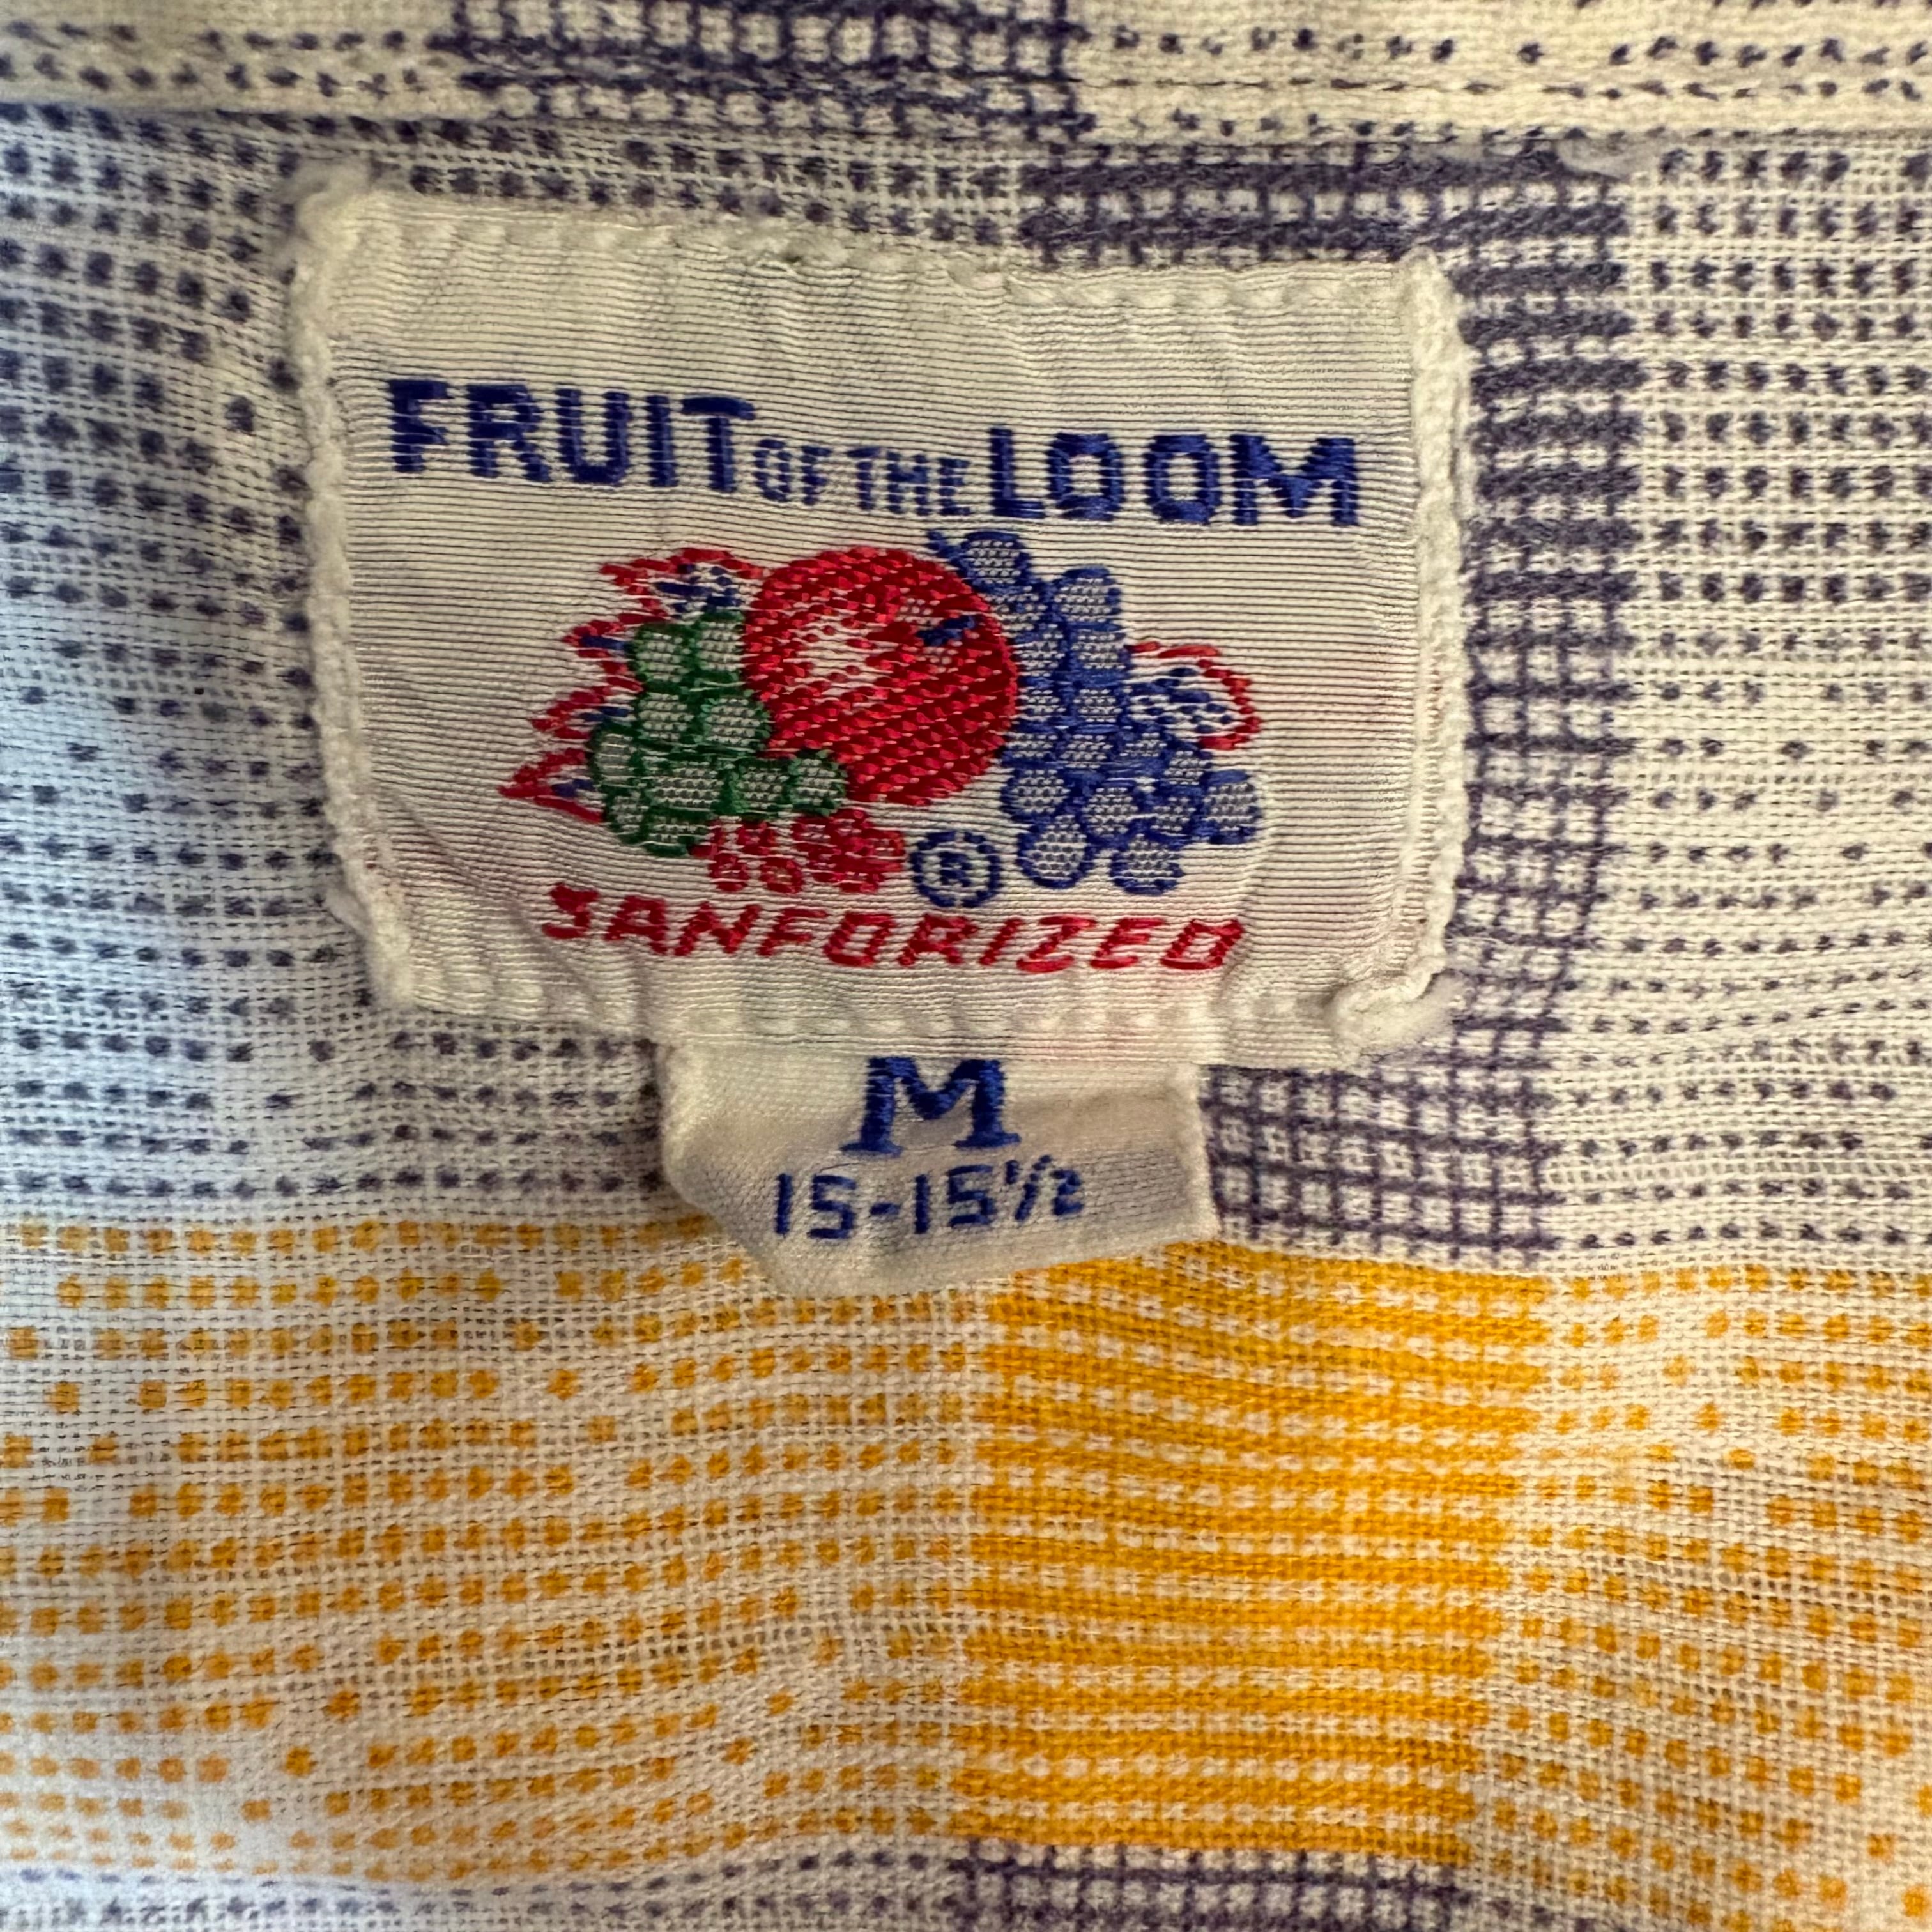 FRUIT OF THE LOOM
®
SANFORIZED
M
15-15½